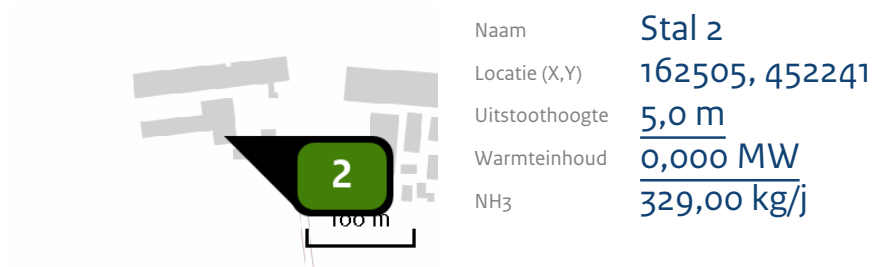 2
100 m
Naam Stal 2
Locatie (X,Y) 162505, 452241
Uitstoothoogte 5,0 m
Warmteinhoud 0,000 MW
NH3 329,00 kg/j